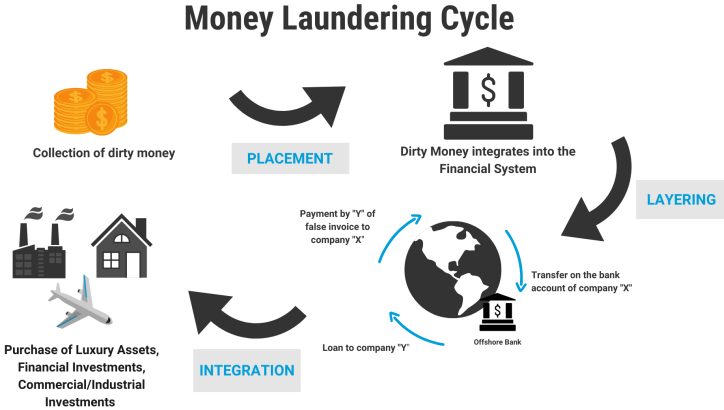 Money Laundering Cycle
Collection of dirty money
PLACEMENT
Dirty Money integrates into the
Financial System
LAYERING
Payment by "Y" of
false invoice to
company "X"
Transfer on the bank
account of company "X"
Offshore Bank
Loan to company "Y"
INTEGRATION
Purchase of Luxury Assets,
Financial Investments,
Commercial/Industrial
Investments